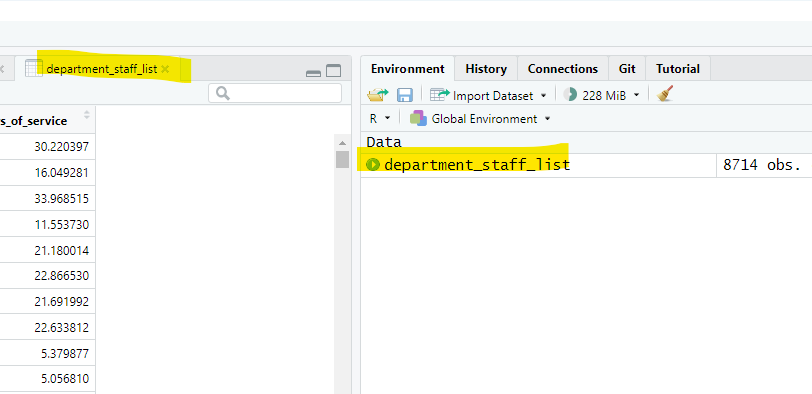 department_staff_list
s_of_service
30.220397
16.049281
33.968515
11.553730
21.180014
22.866530
21.691992
22.633812
5.379877
5.056810
Environment History Connections Git Tutorial
Import Dataset 228 MiB
R Global Environment
Data
department_staff_list 8714 obs.